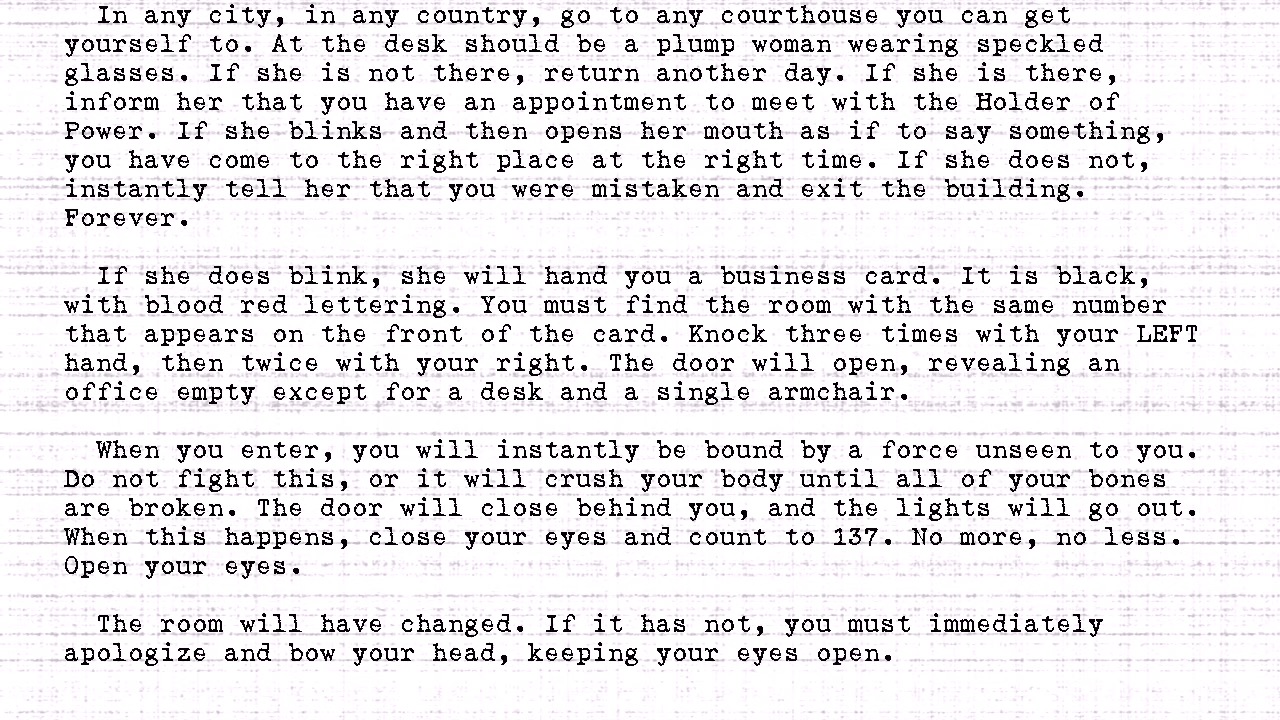 In any city, in any country, go to any courthouse you can get
yourself to. At the desk should be a plump woman wearing speckled
glasses. If she is not there, return another day. If she is there,
inform her that you have an appointment to meet with the Holder of
Power. If she blinks and then opens her mouth as if to say something,
you have come to the right place at the right time. If she does not,
instantly tell her that you were mistaken and exit the building.
Forever.
If she does blink, she will hand you a business card. It is black,
with blood red lettering. You must find the room with the same number
that appears on the front of the card. Knock three times with your LEFT
hand, then twice with your right. The door will open, revealing an
office empty except for a desk and a single armchair.
When you enter, you will instantly be bound by a force unseen to you.
Do not fight this, or it will crush your body until all of your bones
are broken. The door will close behind you, and the lights will go out.
When this happens, close your eyes and count to 137. No more, no less.
Open your eyes.
The room will have changed. If it has not, you must immediately
apologize and bow your head, keeping your eyes open.